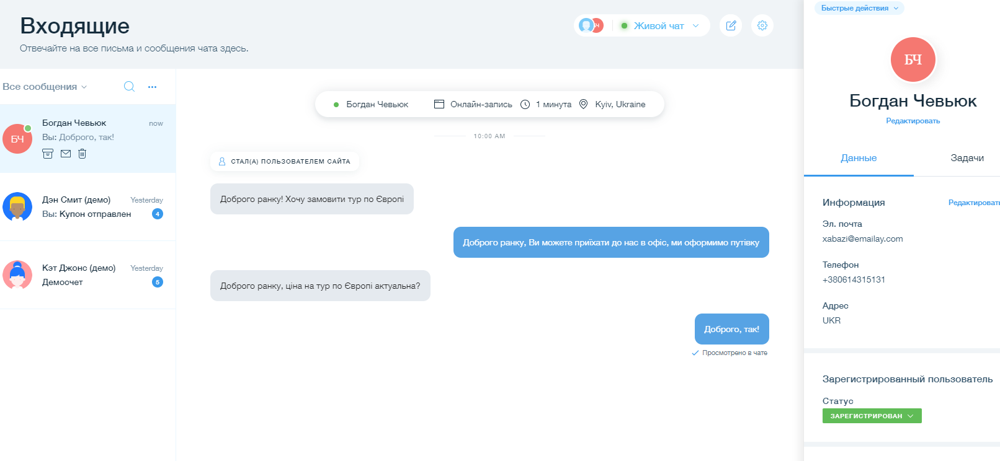 Входящие
Отвечайте на все письма и сообщения чата здесь.
БЧ
Живой чат
Все сообщения
БЧ
Богдан Чевьюк
now
Вы: Доброго, так!
Дэн Смит (демо)
Yesterday
Вы: Купон отправлен
4
Кэт Джонс (демо)
Yesterday
Демосчет
5
Богдан Чевьюк
Онлайн-запись
1 минута
Kyiv, Ukraine
10:00 AM
СТАЛ(А) ПОЛЬЗОВАТЕЛЕМ САЙТА
Доброго ранку! Хочу замовити тур по Європі
Доброго ранку, Ви можете приїхати до нас в офіс, ми оформимо путівку
Доброго ранку, ціна на тур по Європі актуальна?
Доброго, так!
Просмотрено в чате
Быстрые действия
БЧ
Богдан Чевьюк
Редактировать
Данные
Задачи
Информация
Редактировать
Эл. почта
xabazi@emailay.com
Телефон
+380614315131
Адрес
UKR
Зарегистрированный пользователь
Статус
ЗАРЕГИСТРИРОВАН